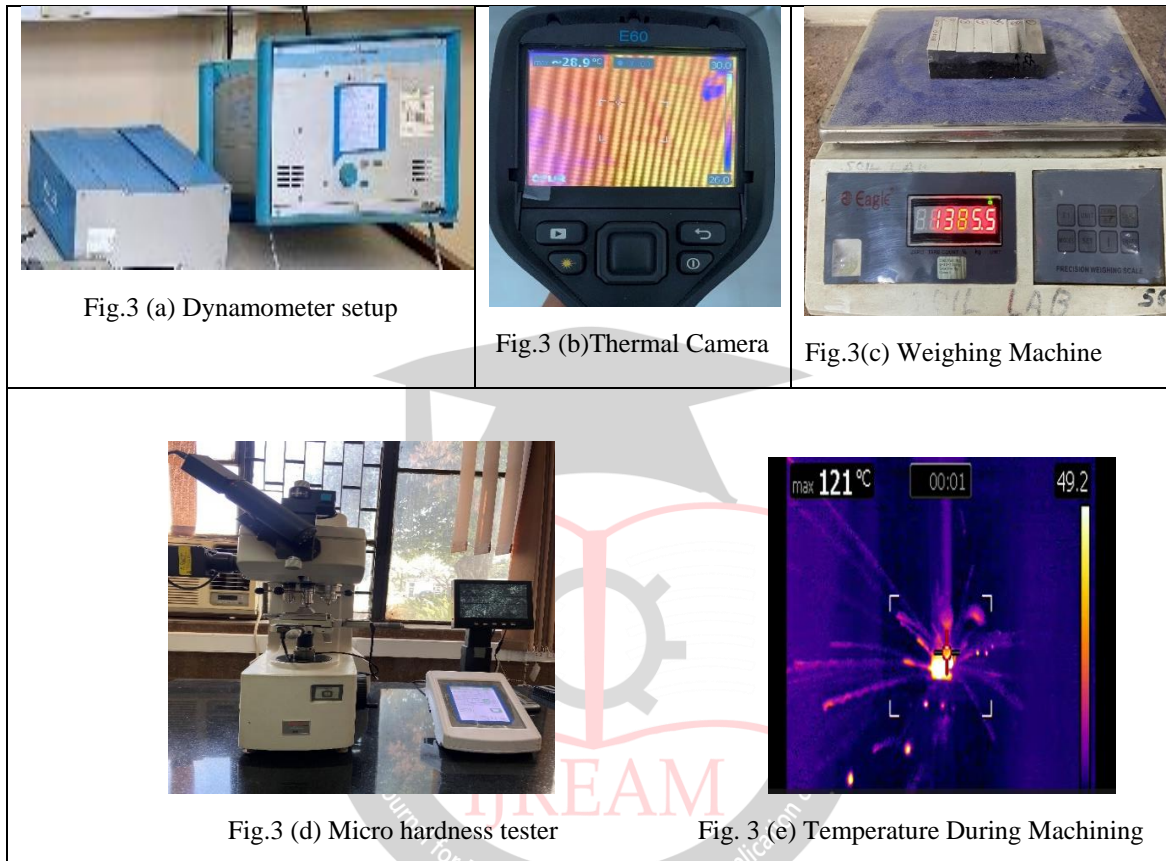 E60
28.9 °C
30.0
26.0
SOIL LAB
Eagle
1385.5
PRECISION WEIGHING SCALE
SOIL LAB
Fig.3 (a) Dynamometer setup
Fig.3 (b)Thermal Camera
Fig.3(c) Weighing Machine
max 121 °C
00:01
49.2
IJREAM
Fig.3 (d) Micro hardness tester
Fig. 3 (e) Temperature During Machining